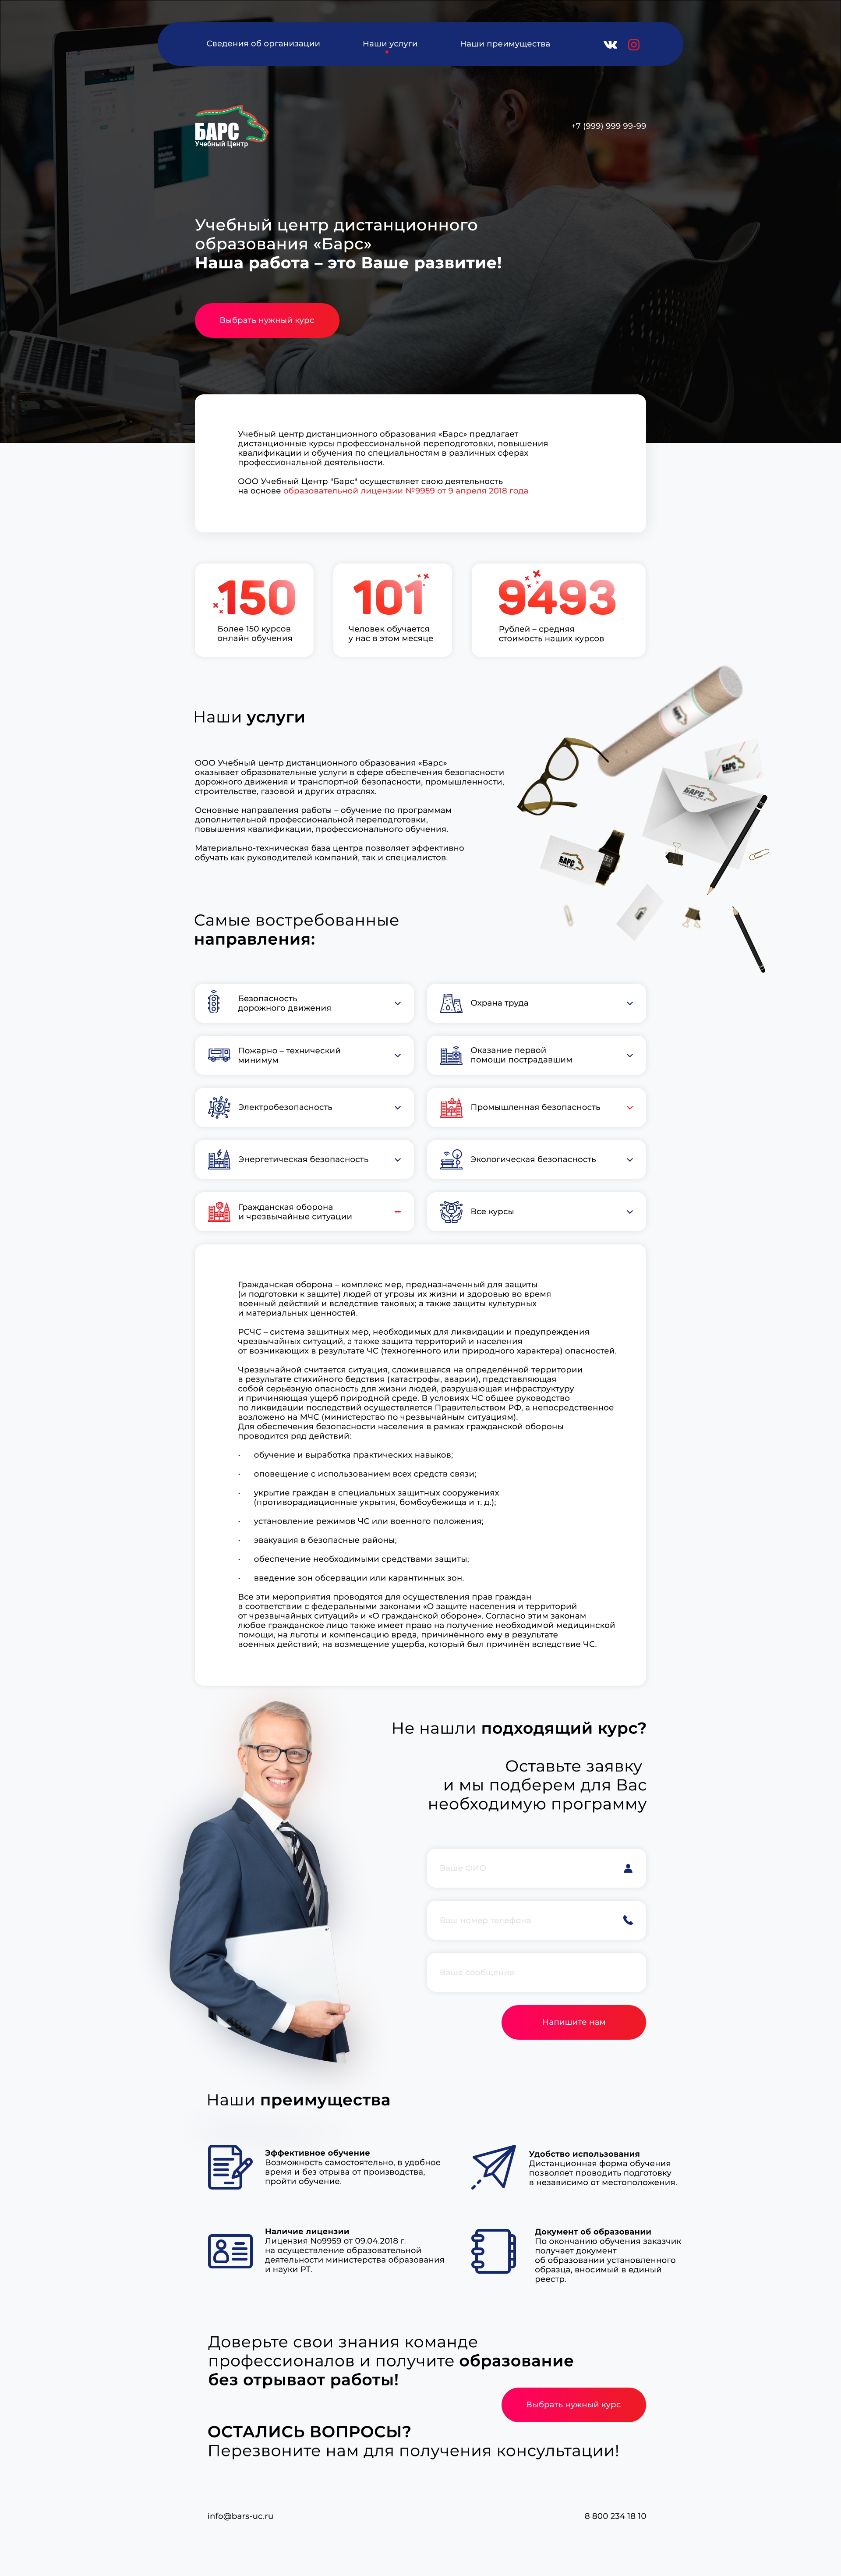 Сведения об организации
Наши услуги
Наши преимущества
БАРС
Учебный Центр
+7 (999) 999 99-99
Учебный центр дистанционного
образования «Барс»
Наша работа – это Ваше развитие!
Выбрать нужный курс
Учебный центр дистанционного образования «Барс» предлагает
дистанционные курсы профессиональной переподготовки, повышения
квалификации и обучения по специальностям в различных сферах
профессиональной деятельности.
ООО Учебный Центр "Барс" осуществляет свою деятельность
на основе образовательной лицензии №9959 от 9 апреля 2018 года
150
Более 150 курсов
онлайн обучения
101
Человек обучается
у нас в этом месяце
9493
Рублей – средняя
стоимость наших курсов
Наши услуги
ООО Учебный центр дистанционного образования «Барс»
оказывает образовательные услуги в сфере обеспечения безопасности
дорожного движения и транспортной безопасности, промышленности,
строительстве, газовой и других отраслях.
Основные направления работы – обучение по программам
дополнительной профессиональной переподготовки,
повышения квалификации, профессионального обучения.
Материально-техническая база центра позволяет эффективно
обучать как руководителей компаний, так и специалистов.
БАРС
БАРС
БАРС
Самые востребованные
направления:
Безопасность
дорожного движения
Охрана труда
Пожарно – технический
минимум
Оказание первой
помощи пострадавшим
Электробезопасность
Промышленная безопасность
Энергетическая безопасность
Экологическая безопасность
Гражданская оборона
и чрезвычайные ситуации
Все курсы
Гражданская оборона – комплекс мер, предназначенный для защиты
(и подготовки к защите) людей от угрозы их жизни и здоровью во время
военный действий и вследствие таковых; а также защиты культурных
и материальных ценностей.
РСЧС – система защитных мер, необходимых для ликвидации и предупреждения
чрезвычайных ситуаций, а также защита территорий и населения
от возникающих в результате ЧС (техногенного или природного характера) опасностей.
Чрезвычайной считается ситуация, сложившаяся на определённой территории
в результате стихийного бедствия (катастрофы, аварии), представляющая
собой серьёзную опасность для жизни людей, разрушающая инфраструктуру
и причиняющая ущерб природной среде. В условиях ЧС общее руководство
по ликвидации последствий осуществляется Правительством РФ, а непосредственное
возложено на МЧС (министерство по чрезвычайным ситуациям).
Для обеспечения безопасности населения в рамках гражданской обороны
проводится ряд действий:
· обучение и выработка практических навыков;
· оповещение с использованием всех средств связи;
· укрытие граждан в специальных защитных сооружениях
(противорадиационные укрытия, бомбоубежища и т. д.);
· установление режимов ЧС или военного положения;
· эвакуация в безопасные районы;
· обеспечение необходимыми средствами защиты;
· введение зон обсервации или карантинных зон.
Все эти мероприятия проводятся для осуществления прав граждан
в соответствии с федеральными законами «О защите населения и территорий
от чрезвычайных ситуаций» и «О гражданской обороне». Согласно этим законам
любое гражданское лицо также имеет право на получение необходимой медицинской
помощи, на льготы и компенсацию вреда, причинённого ему в результате
военных действий; на возмещение ущерба, который был причинён вследствие ЧС.
Не нашли подходящий курс?
Оставьте заявку
и мы подберем для Вас
необходимую программу
Ваше ФИО
Ваш номер телефона
Ваше сообщение
Напишите нам
Наши преимущества
Эффективное обучение
Возможность самостоятельно, в удобное
время и без отрыва от производства,
пройти обучение.
Удобство использования
Дистанционная форма обучения
позволяет проводить подготовку
в независимо от местоположения.
Наличие лицензии
Лицензия No9959 от 09.04.2018 г.
на осуществление образовательной
деятельности министерства образования
и науки РТ.
Документ об образовании
По окончанию обучения заказчик
получает документ
об образовании установленного
образца, вносимый в единый
реестр.
Доверьте свои знания команде
профессионалов и получите образование
без отрываот работы!
Выбрать нужный курс
ОСТАЛИСЬ ВОПРОСЫ?
Перезвоните нам для получения консультации!
info@bars-uc.ru
8 800 234 18 10